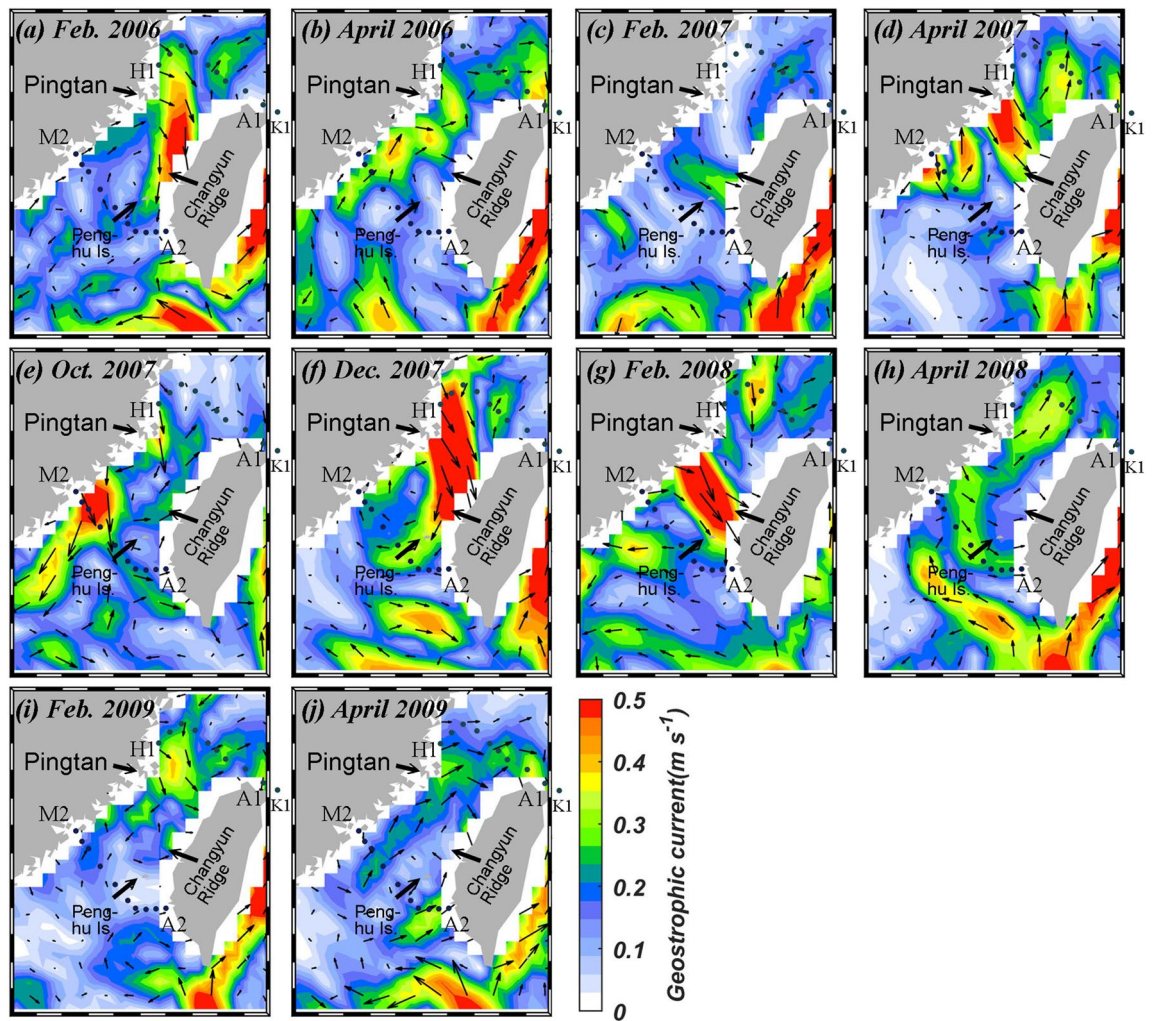 (a) Feb. 2006
Pingtan
H1
M2
A1
K1
Changyun
Ridge
Peng-
hu Is.
A2
(b) April 2006
Pingtan
H1
M2
A1
K1
Changyun
Ridge
Peng-
hu Is.
A2
(c) Feb. 2007
Pingtan
H1
M2
A1
K1
Changyun
Ridge
Peng-
hu Is.
A2
(d) April 2007
Pingtan
H1
M2
A1
K1
Changyun
Ridge
Peng-
hu Is.
A2
(e) Oct. 2007
Pingtan
H1
M2
A1
K1
Changyun
Ridge
Peng-
hu Is.
A2
(f) Dec. 2007
Pingtan
H1
M2
A1
K1
Changyun
Ridge
Peng-
hu Is.
A2
(g) Feb. 2008
Pingtan
H1
M2
A1
K1
Changyun
Ridge
Peng-
hu Is.
A2
(h) April 2008
Pingtan
H1
M2
A1
K1
Changyun
Ridge
Peng-
hu Is.
A2
(i) Feb. 2009
Pingtan
H1
M2
A1
K1
Changyun
Ridge
Peng-
hu Is.
A2
(j) April 2009
Pingtan
H1
M2
A1
K1
Changyun
Ridge
Peng-
hu Is.
A2
0.5
0.4
0.3
0.2
0.1
0
Geostrophic current(m s⁻¹)